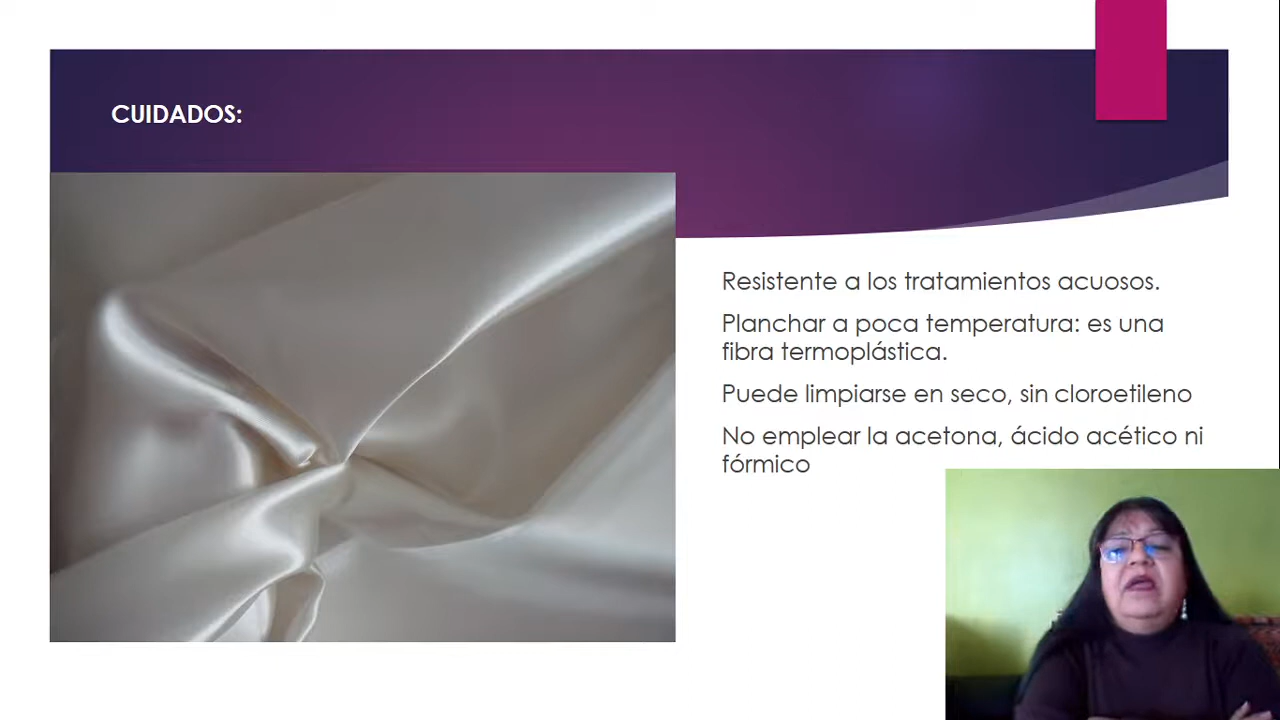 CUIDADOS:
Resistente a los tratamientos acuosos.
Planchar a poca temperatura: es una
fibra termoplástica.
Puede limpiarse en seco, sin cloroetileno
No emplear la acetona, ácido acético ni
fórmico